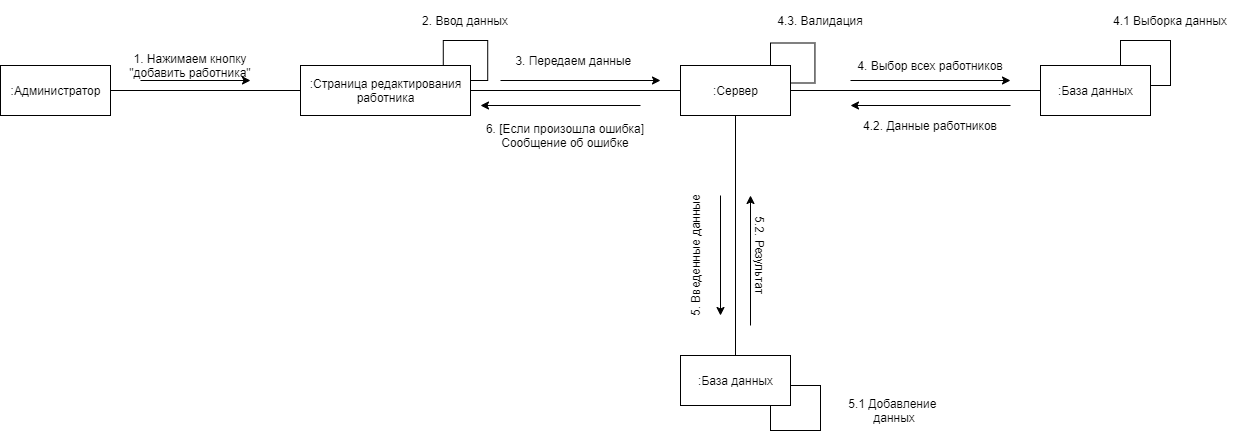 2. Ввод данных
4.3. Валидация
4.1 Выборка данных
1. Нажимаем кнопку
"добавить работника"
3. Передаем данные
4. Выбор всех работников
:Администратор
:Страница редактирования
работника
:Сервер
:База данных
6. [Если произошла ошибка]
Сообщение об ошибке
4.2. Данные работников
5. Введенные данные
5.2. Результат
:База данных
5.1 Добавление
данных